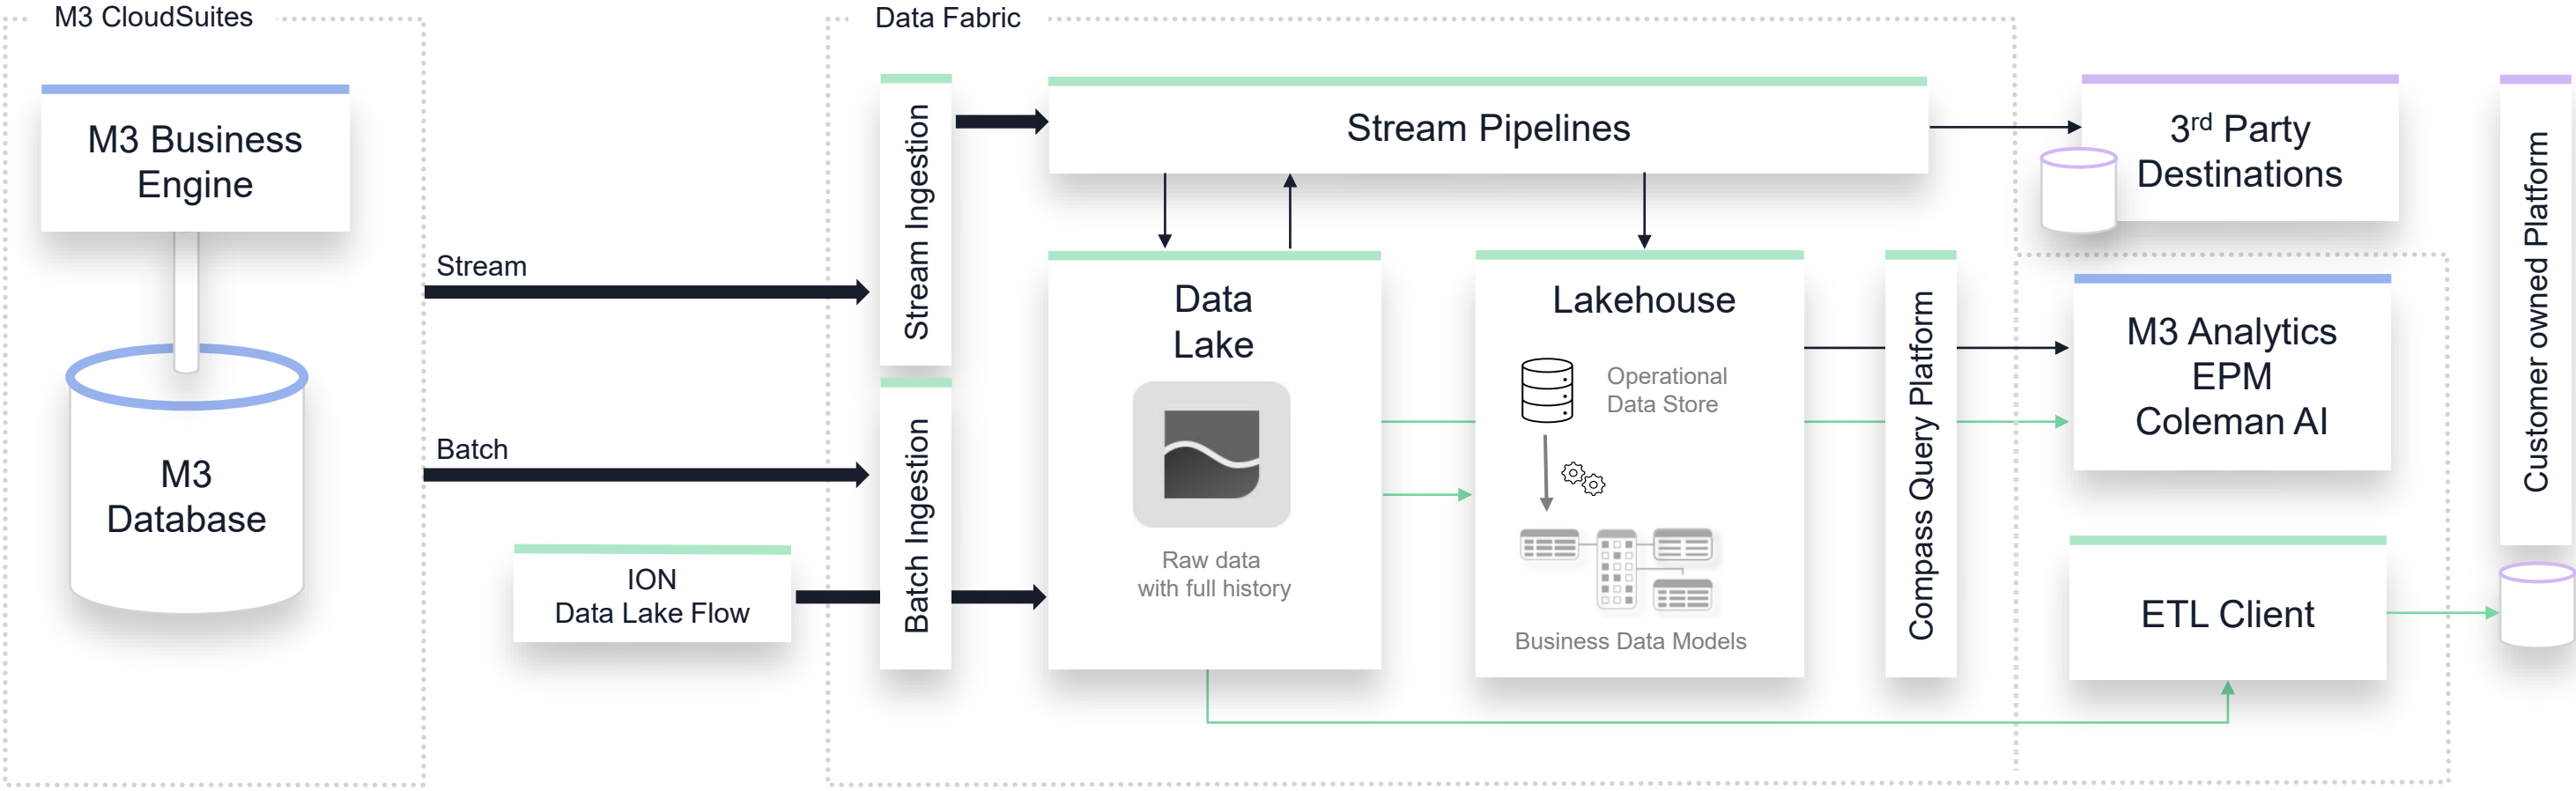 M3 CloudSuites
M3 Business
Engine
M3
Database
Stream
Batch
ION
Data Lake Flow
Data Fabric
Stream Ingestion
Batch Ingestion
Stream Pipelines
Data
Lake
Raw data
with full history
Lakehouse
Operational
Data Store
Business Data Models
Compass Query Platform
3rd Party
Destinations
M3 Analytics
EPM
Coleman AI
ETL Client
Customer owned Platform